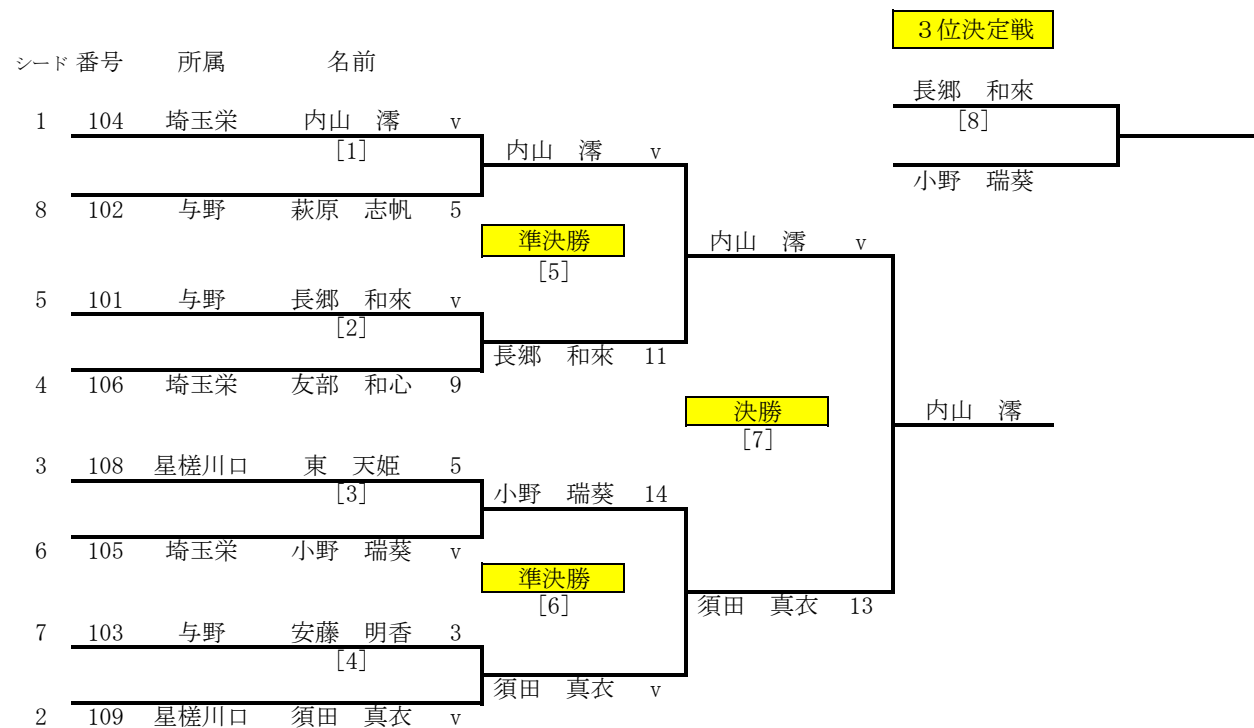 ３位決定戦
シード 番号 所属 名前
長郷 和來
[8]
小野 瑞葵
1 104 埼玉栄 内山 澪 v
[1]
内山 澪 v
8 102 与野 萩原 志帆 5
準決勝
[5]
内山 澪 v
5 101 与野 長郷 和來 v
[2]
長郷 和來 11
4 106 埼玉栄 友部 和心 9
決勝
[7]
内山 澪
3 108 星槎川口 東 天姫 5
[3]
小野 瑞葵 14
6 105 埼玉栄 小野 瑞葵 v
準決勝
[6]
須田 真衣 13
7 103 与野 安藤 明香 3
[4]
須田 真衣 v
2 109 星槎川口 須田 真衣 v